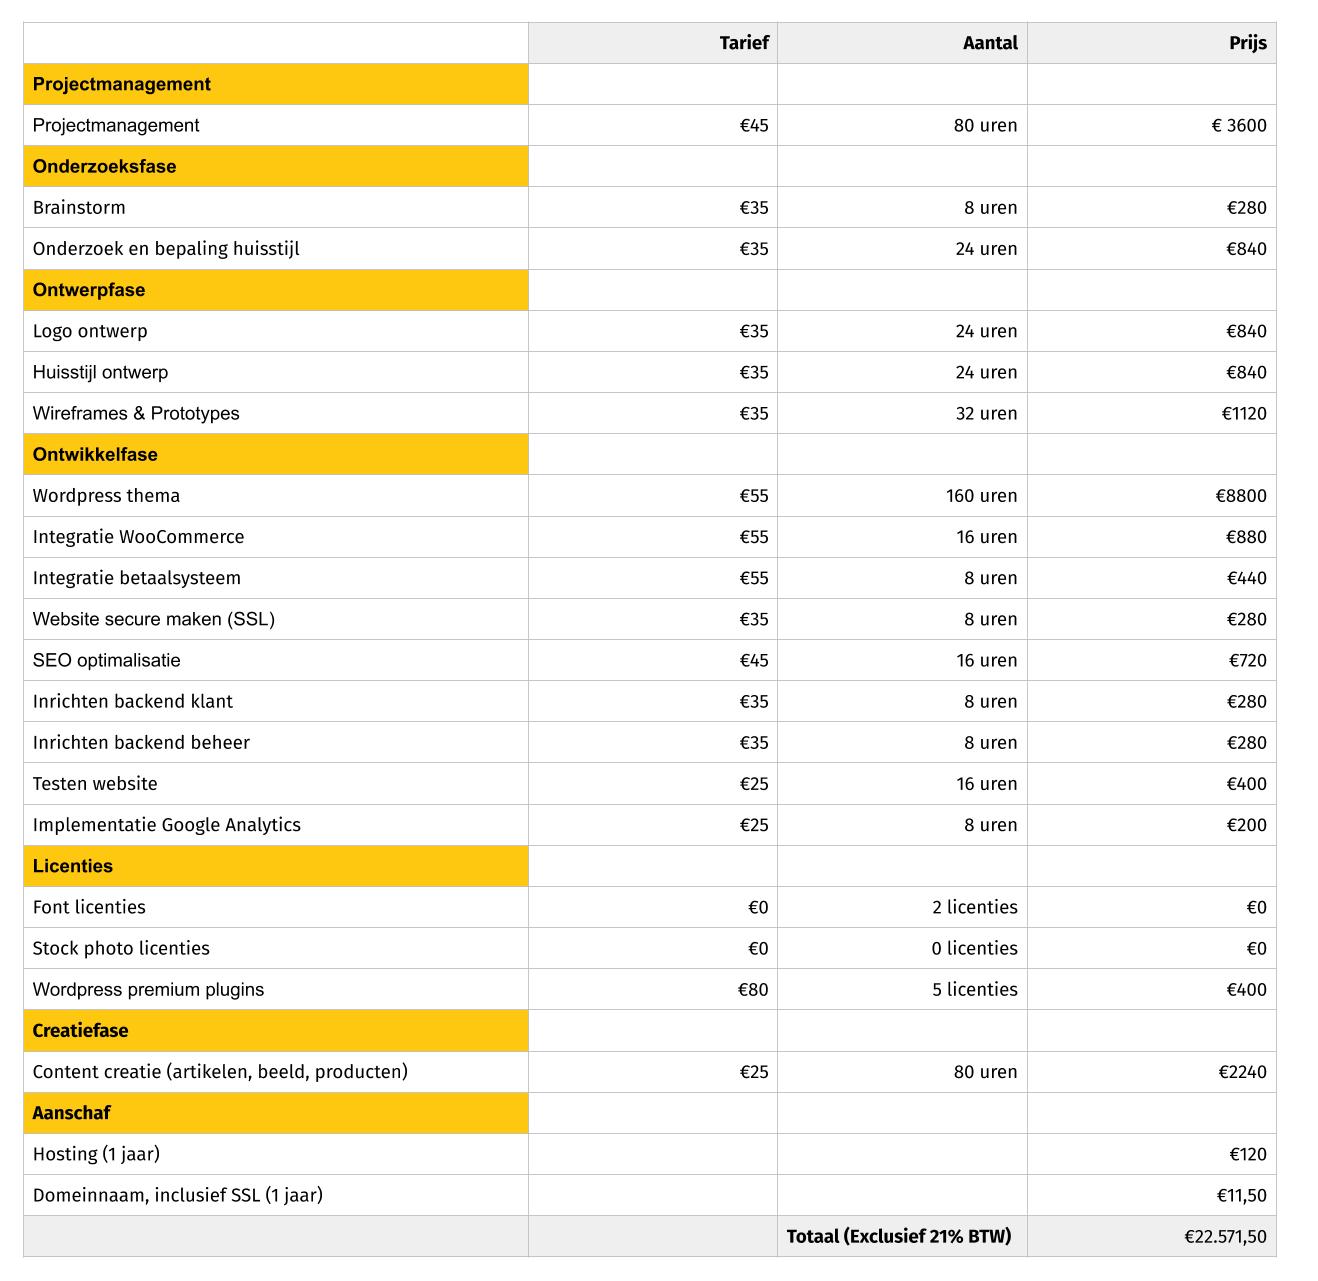 Tarief Aantal Prijs
Projectmanagement
Projectmanagement €45 80 uren € 3600
Onderzoeksfase
Brainstorm €35 8 uren €280
Onderzoek en bepaling huisstijl €35 24 uren €840
Ontwerpfase
Logo ontwerp €35 24 uren €840
Huisstijl ontwerp €35 24 uren €840
Wireframes & Prototypes €35 32 uren €1120
Ontwikkelfase
Wordpress thema €55 160 uren €8800
Integratie WooCommerce €55 16 uren €880
Integratie betaalsysteem €55 8 uren €440
Website secure maken (SSL) €35 8 uren €280
SEO optimalisatie €45 16 uren €720
Inrichten backend klant €35 8 uren €280
Inrichten backend beheer €35 8 uren €280
Testen website €25 16 uren €400
Implementatie Google Analytics €25 8 uren €200
Licenties
Font licenties €0 2 licenties €0
Stock photo licenties €0 0 licenties €0
Wordpress premium plugins €80 5 licenties €400
Creatiefase
Content creatie (artikelen, beeld, producten) €25 80 uren €2240
Aanschaf
Hosting (1 jaar) €120
Domeinnaam, inclusief SSL (1 jaar) €11,50
Totaal (Exclusief 21% BTW) €22.571,50